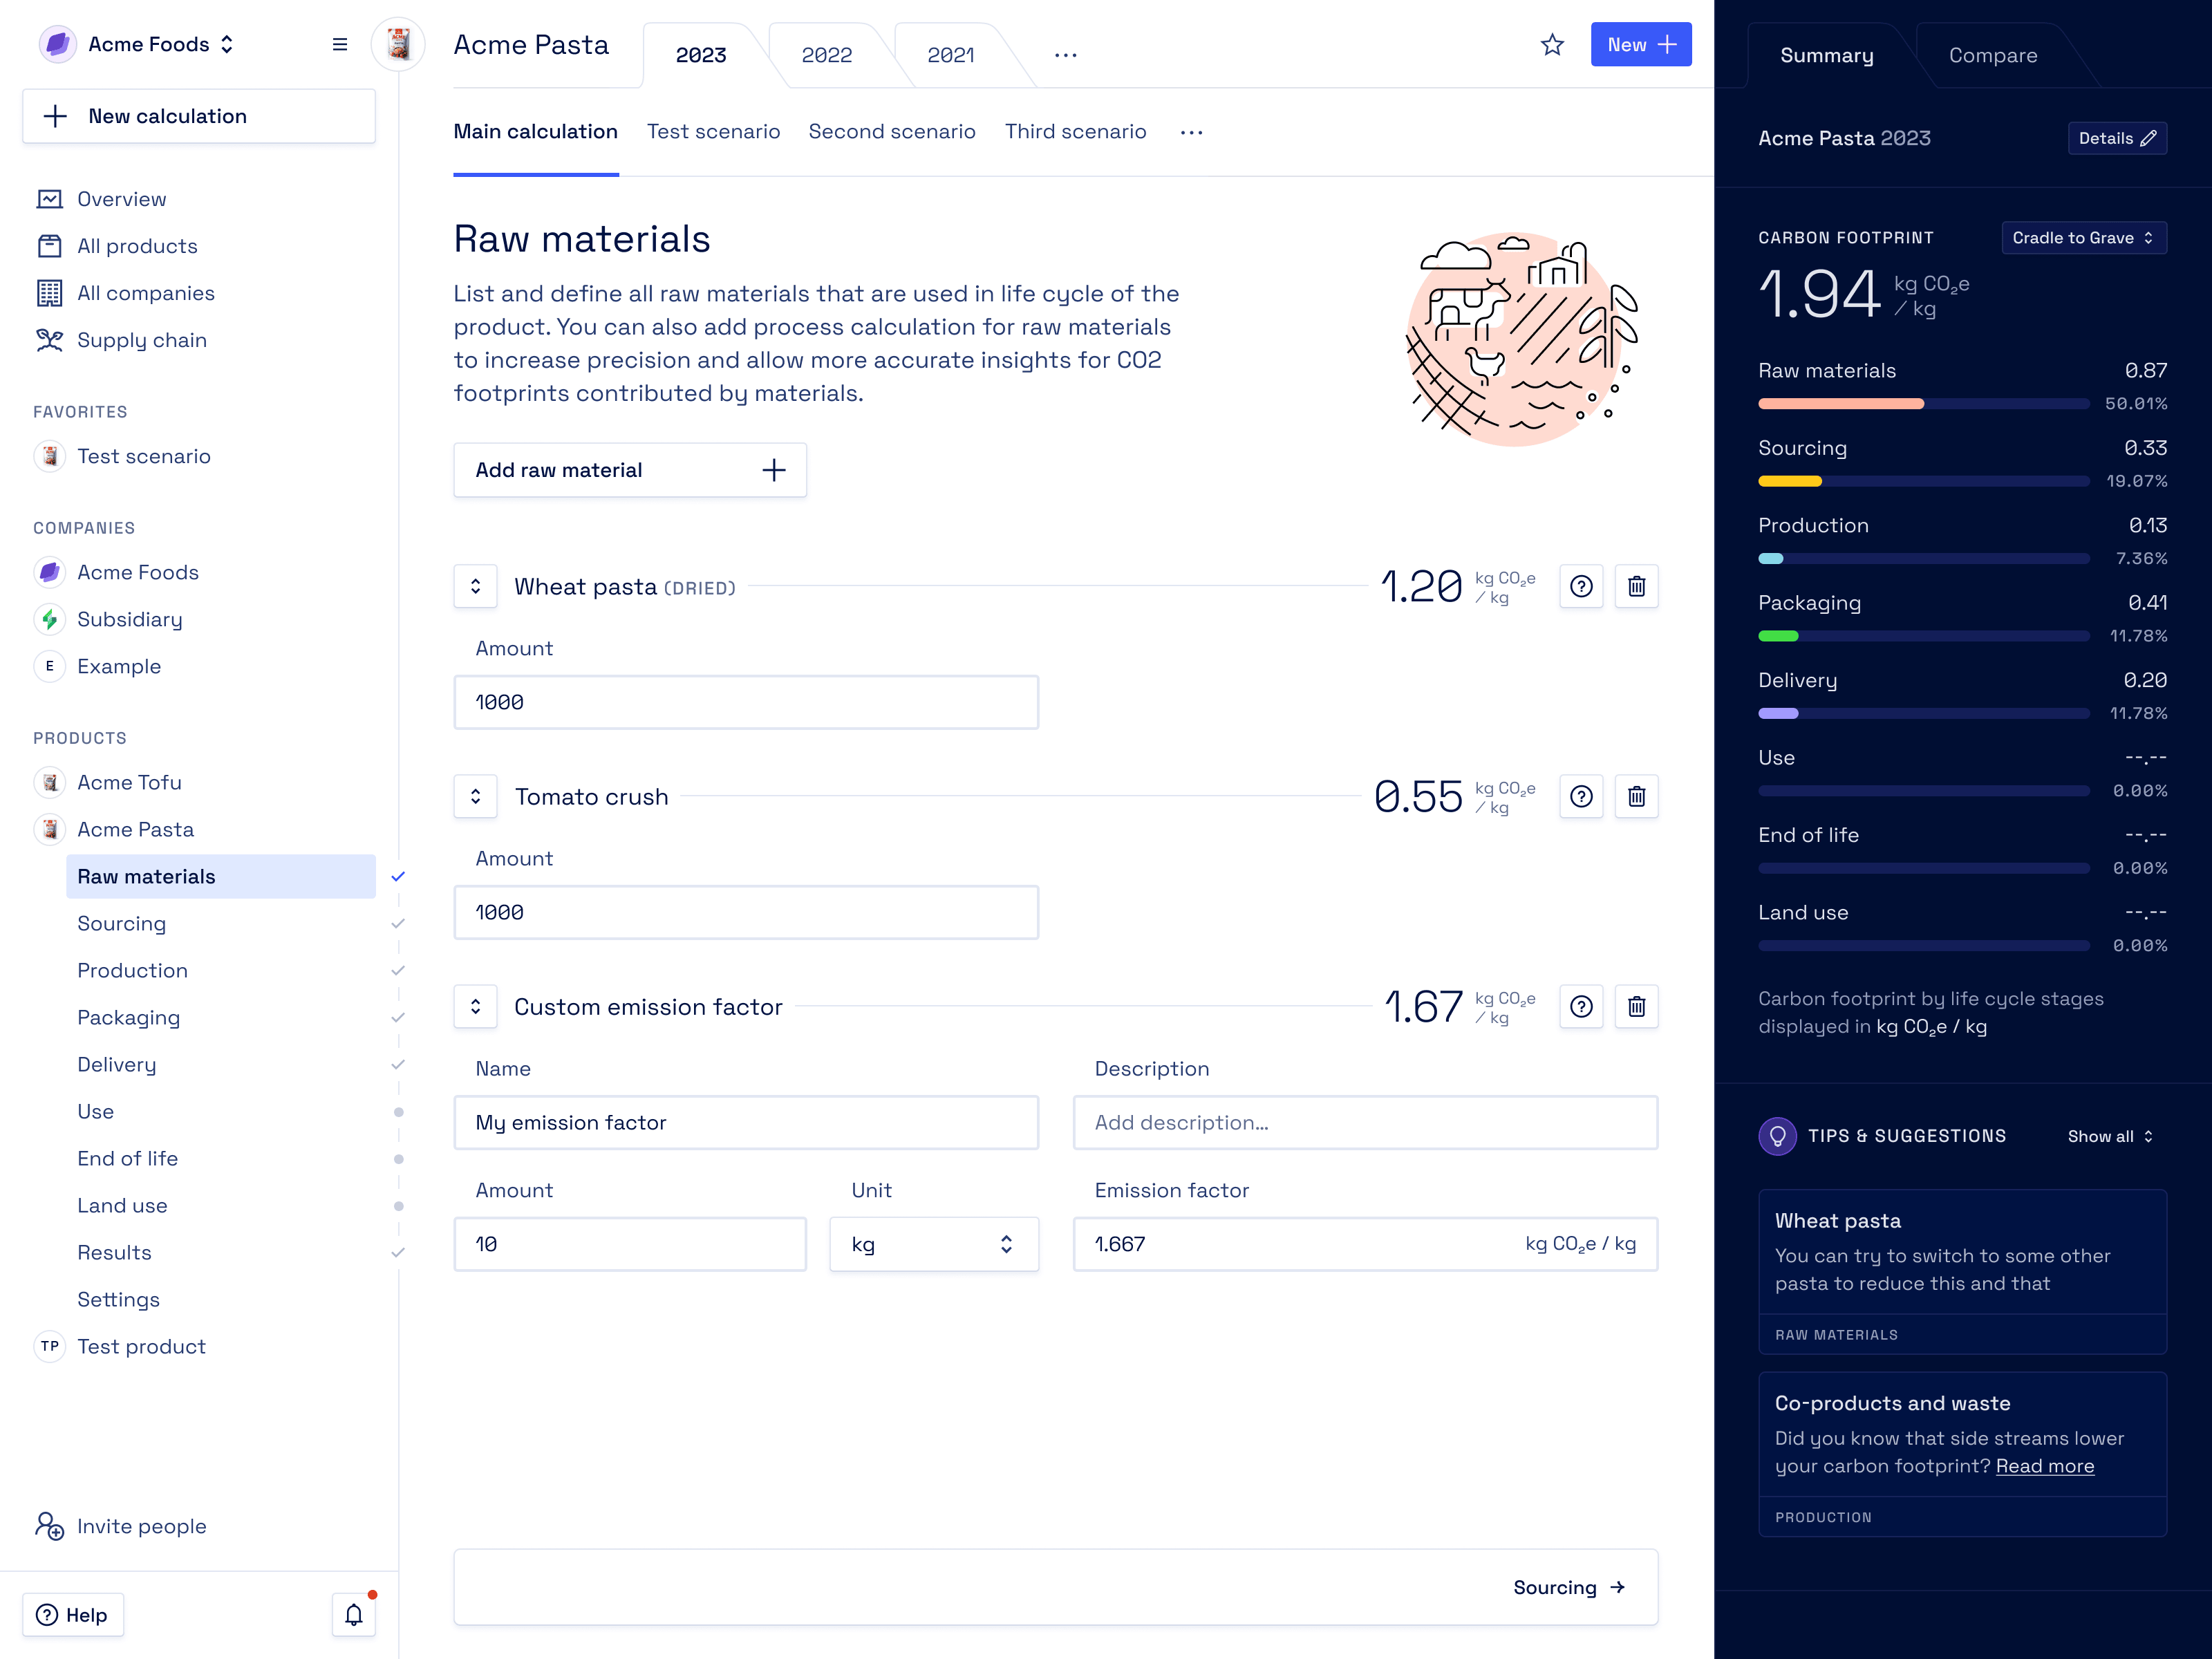 Acme Foods
New calculation
Overview
All products
All companies
Supply chain
FAVORITES
Test scenario
COMPANIES
Acme Foods
Subsidiary
E Example
PRODUCTS
Acme Tofu
Acme Pasta
Raw materials
Sourcing
Production
Packaging
Delivery
Use
End of life
Land use
Results
Settings
TP Test product
Invite people
Help
Acme Pasta
2023
2022
2021
...
New
Main calculation
Test scenario
Second scenario
Third scenario
...
Raw materials
List and define all raw materials that are used in life cycle of the
product. You can also add process calculation for raw materials
to increase precision and allow more accurate insights for CO2
footprints contributed by materials.
Add raw material
Wheat pasta (DRIED)
1.20 kg CO₂e
/ kg
Amount
1000
Tomato crush
0.55 kg CO₂e
/ kg
Amount
1000
Custom emission factor
1.67 kg CO₂e
/ kg
Name
Description
My emission factor
Add description...
Amount
Unit
Emission factor
10
kg
1.667
kg CO₂e / kg
Sourcing →
Summary
Compare
Acme Pasta 2023
Details
CARBON FOOTPRINT
Cradle to Grave
1.94 kg CO₂e
/ kg
Raw materials 0.87
50.01%
Sourcing 0.33
19.07%
Production 0.13
7.36%
Packaging 0.41
11.78%
Delivery 0.20
11.78%
Use --.--
0.00%
End of life --.--
0.00%
Land use --.--
0.00%
Carbon footprint by life cycle stages
displayed in kg CO₂e / kg
TIPS & SUGGESTIONS
Show all
Wheat pasta
You can try to switch to some other
pasta to reduce this and that
RAW MATERIALS
Co-products and waste
Did you know that side streams lower
your carbon footprint? Read more
PRODUCTION